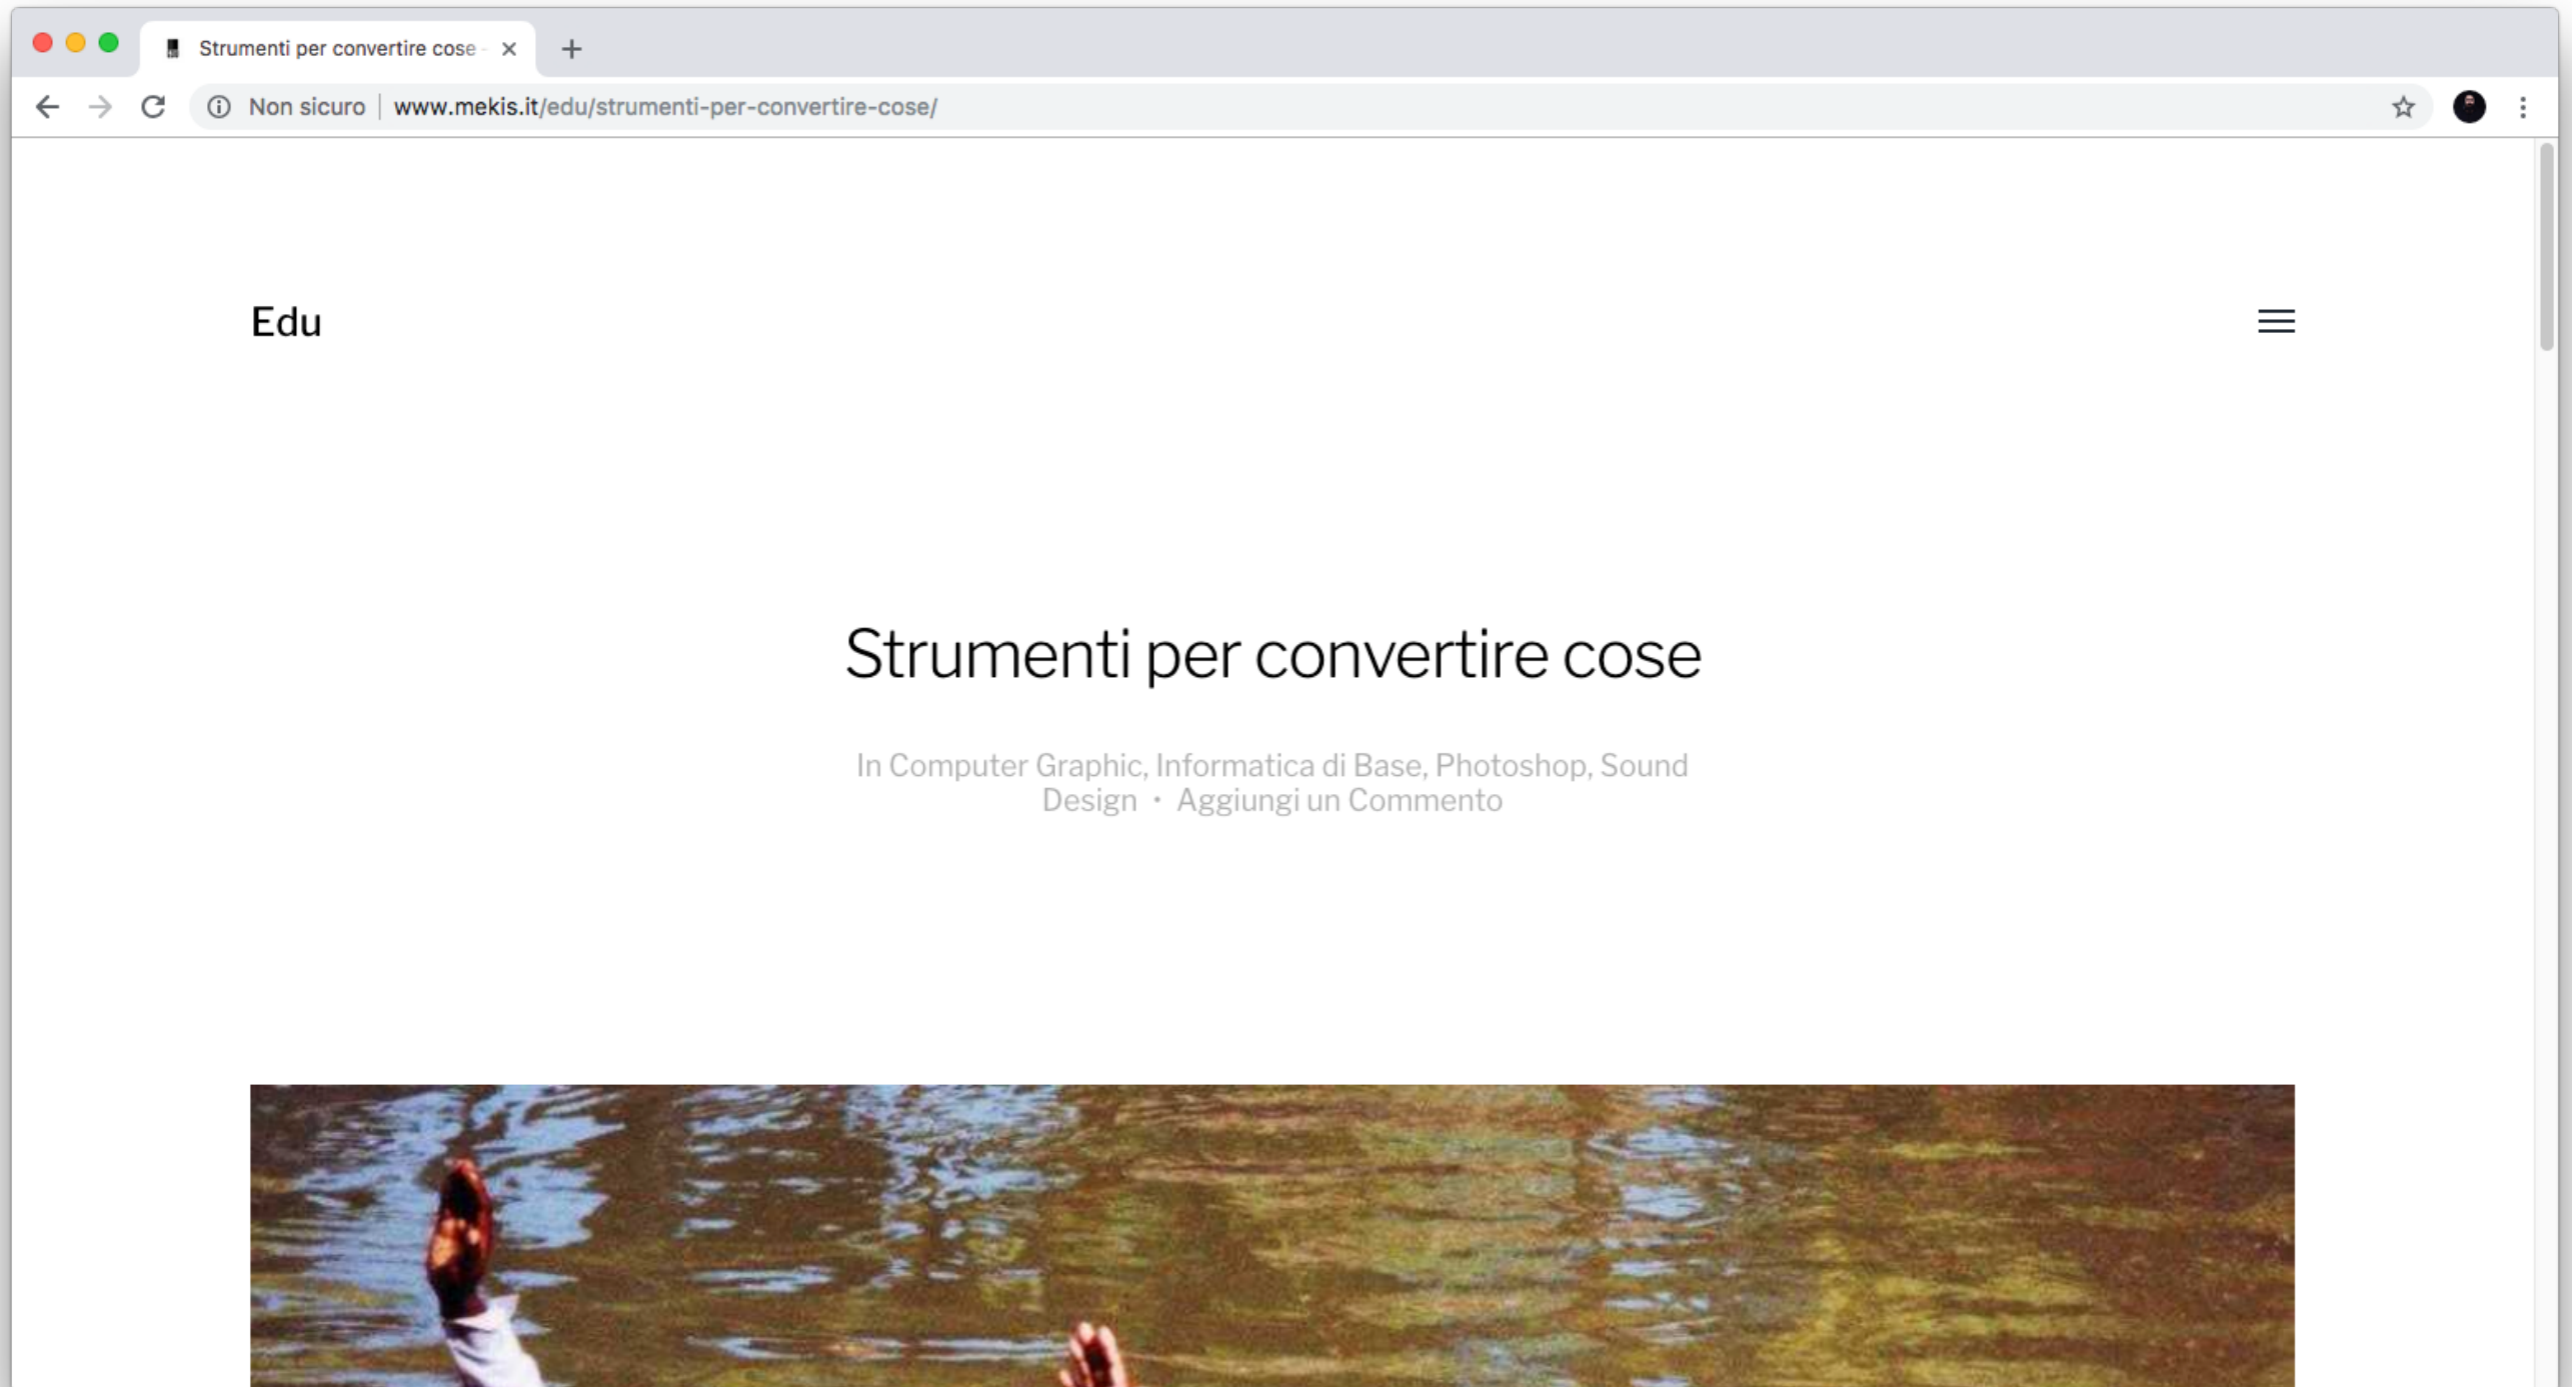 Strumenti per convertire cose -
Non sicuro | www.mekis.it/edu/strumenti-per-convertire-cose/
Edu
Strumenti per convertire cose
In Computer Graphic, Informatica di Base, Photoshop, Sound
Design • Aggiungi un Commento